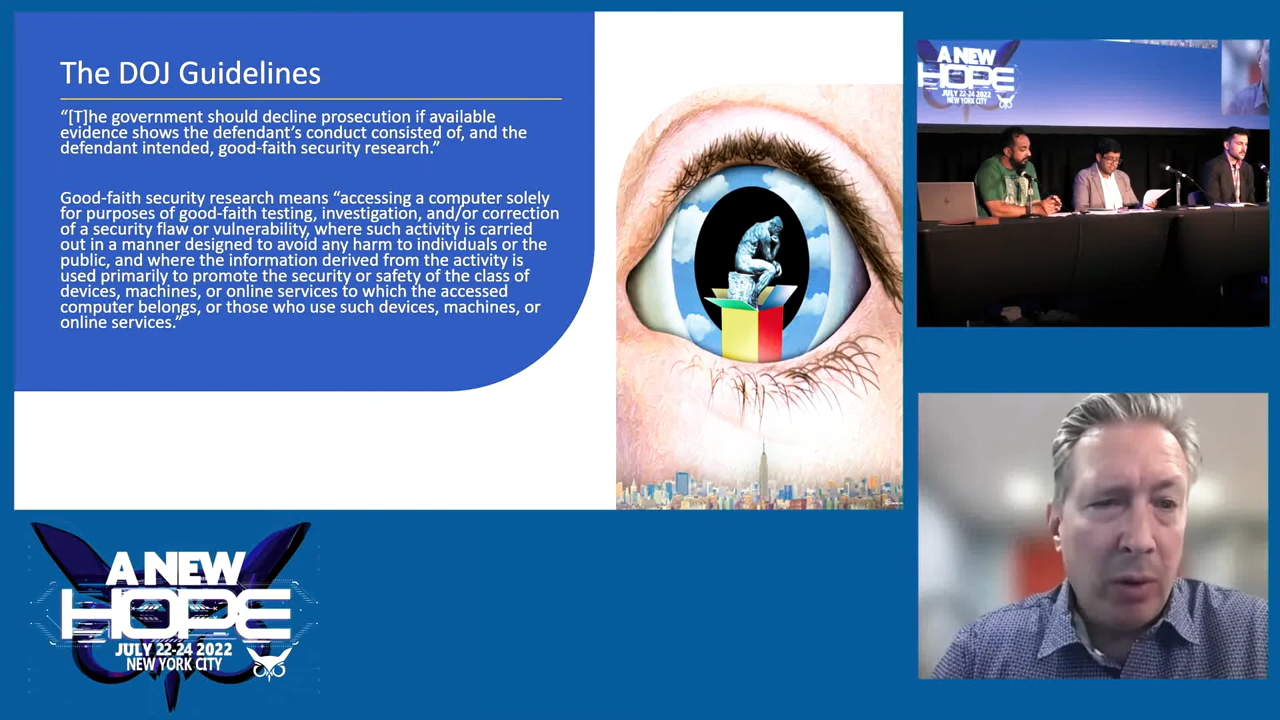 The DOJ Guidelines
“[T]he government should decline prosecution if available
evidence shows the defendant’s conduct consisted of, and the
defendant intended, good-faith security research.”
Good-faith security research means “accessing a computer solely
for purposes of good-faith testing, investigation, and/or correction
of a security flaw or vulnerability, where such activity is carried
out in a manner designed to avoid any harm to individuals or the
public, and where the information derived from the activity is
used primarily to promote the security or safety of the class of
devices, machines, or online services to which the accessed
computer belongs, or those who use such devices, machines, or
online services.”
A NEW
HOPE
JULY 22-24 2022
NEW YORK CITY
A NEW
HOPE
JULY 22-24 2022
NEW YORK CITY